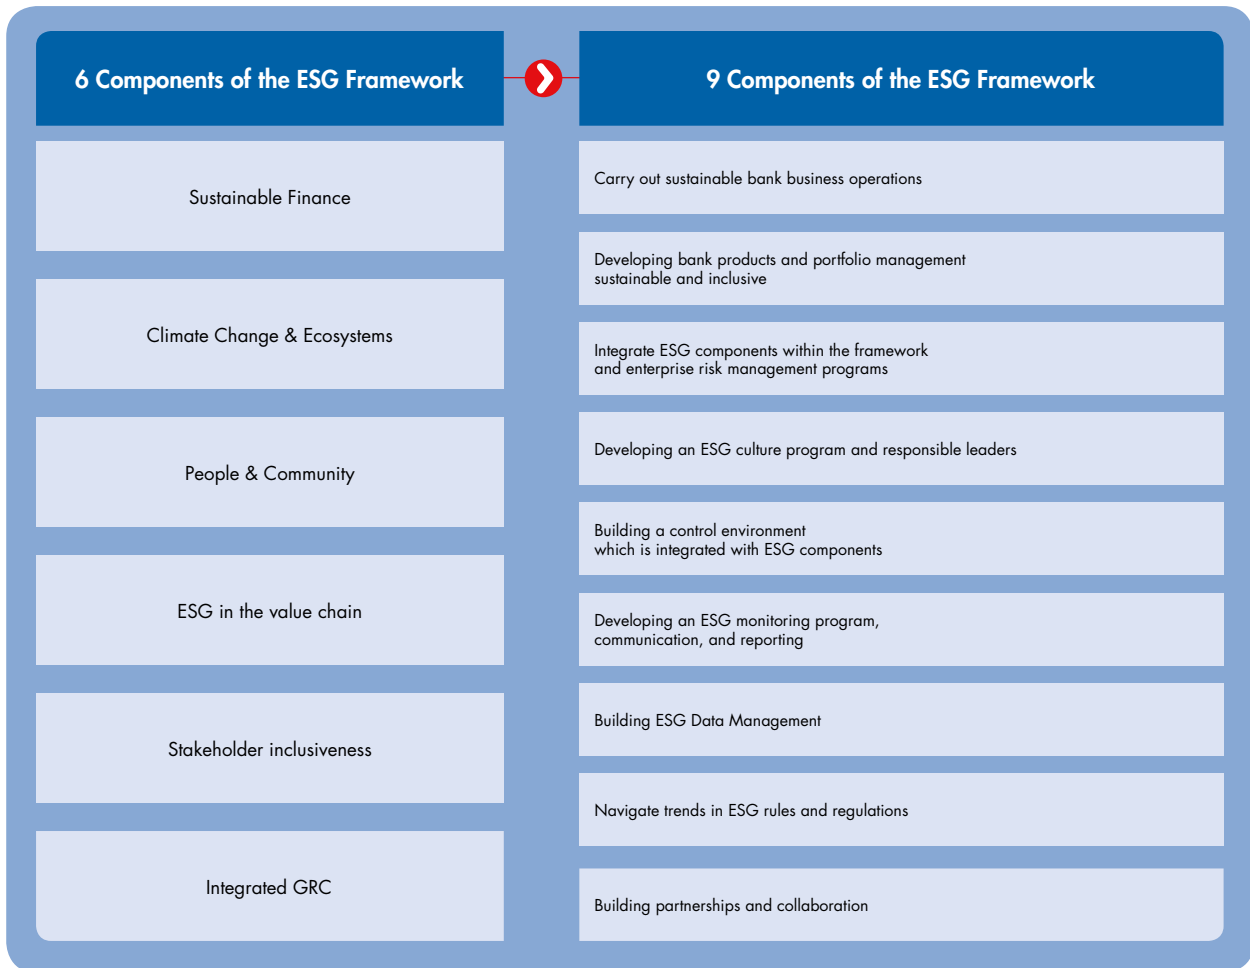 6 Components of the ESG Framework
9 Components of the ESG Framework
Sustainable Finance
Climate Change & Ecosystems
People & Community
ESG in the value chain
Stakeholder inclusiveness
Integrated GRC
Carry out sustainable bank business operations
Developing bank products and portfolio management
sustainable and inclusive
Integrate ESG components within the framework
and enterprise risk management programs
Developing an ESG culture program and responsible leaders
Building a control environment
which is integrated with ESG components
Developing an ESG monitoring program,
communication, and reporting
Building ESG Data Management
Navigate trends in ESG rules and regulations
Building partnerships and collaboration